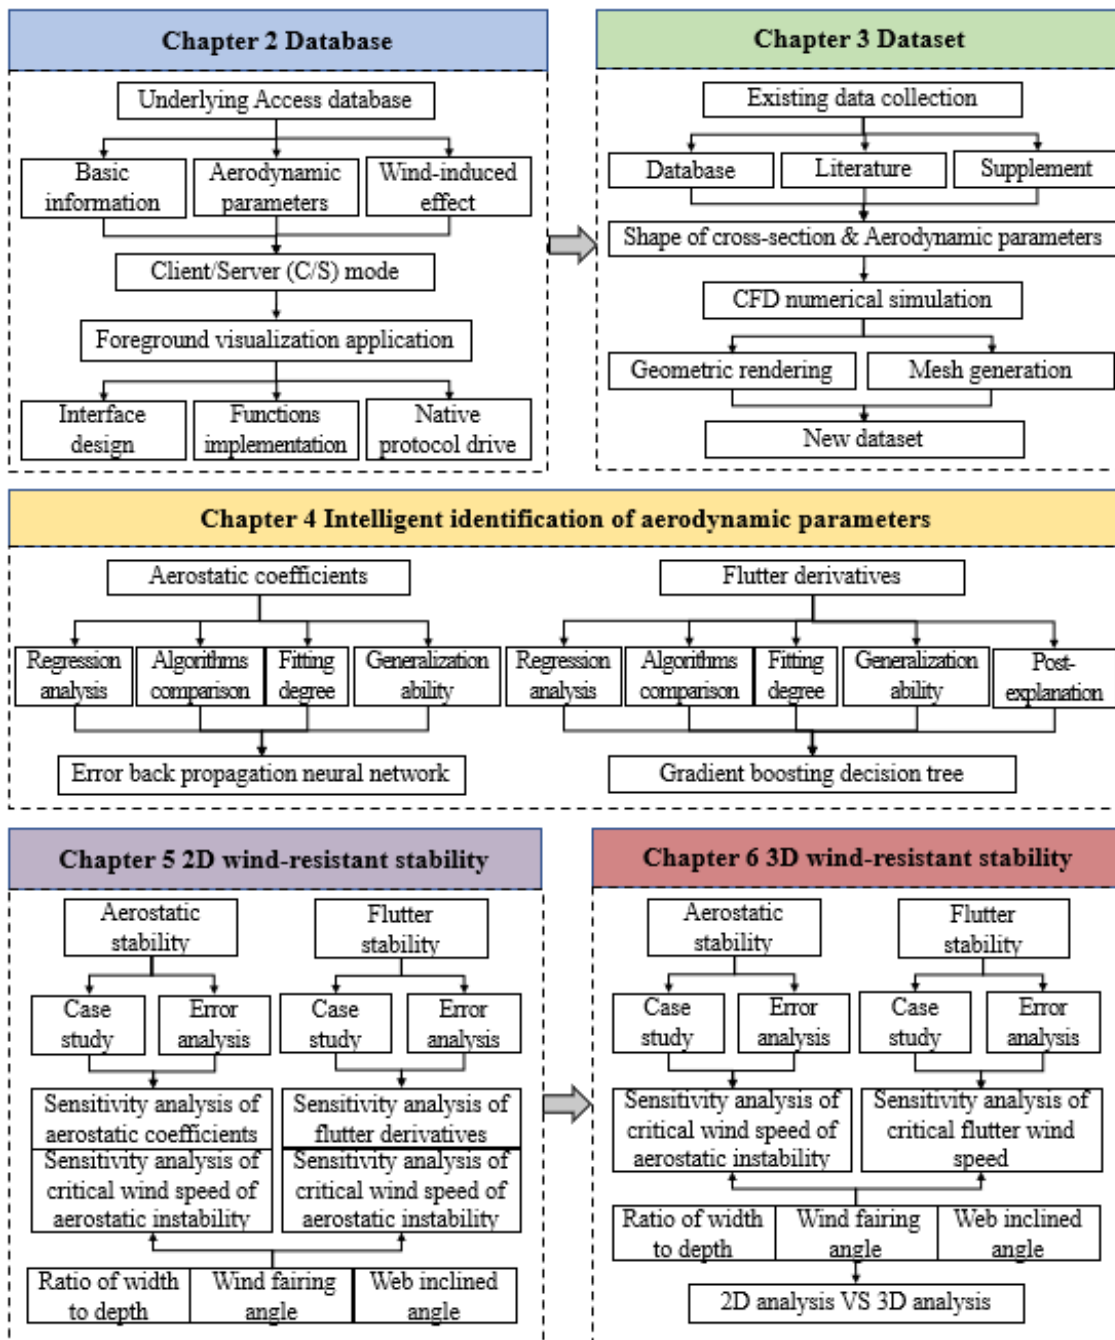 Chapter 2 Database
Underlying Access database
Basic
information
Aerodynamic
parameters
Wind-induced
effect
Client/Server (C/S) mode
Foreground visualization application
Interface
design
Functions
implementation
Native
protocol drive
Chapter 3 Dataset
Existing data collection
Database
Literature
Supplement
Shape of cross-section & Aerodynamic parameters
CFD numerical simulation
Geometric rendering
Mesh generation
New dataset
Chapter 4 Intelligent identification of aerodynamic parameters
Aerostatic coefficients
Regression
analysis
Algorithms
comparison
Fitting
degree
Generalization
ability
Error back propagation neural network
Flutter derivatives
Regression
analysis
Algorithms
comparison
Fitting
degree
Generalization
ability
Post-
explanation
Gradient boosting decision tree
Chapter 5 2D wind-resistant stability
Aerostatic
stability
Flutter
stability
Case
study
Error
analysis
Case
study
Error
analysis
Sensitivity analysis of
aerostatic coefficients
Sensitivity analysis of
flutter derivatives
Sensitivity analysis of
critical wind speed of
aerostatic instability
Sensitivity analysis of
critical wind speed of
aerostatic instability
Ratio of width
to depth
Wind fairing
angle
Web inclined
angle
Chapter 6 3D wind-resistant stability
Aerostatic
stability
Flutter
stability
Case
study
Error
analysis
Case
study
Error
analysis
Sensitivity analysis of
critical wind speed of
aerostatic instability
Sensitivity analysis of
critical flutter wind
speed
Ratio of width
to depth
Wind fairing
angle
Web inclined
angle
2D analysis VS 3D analysis